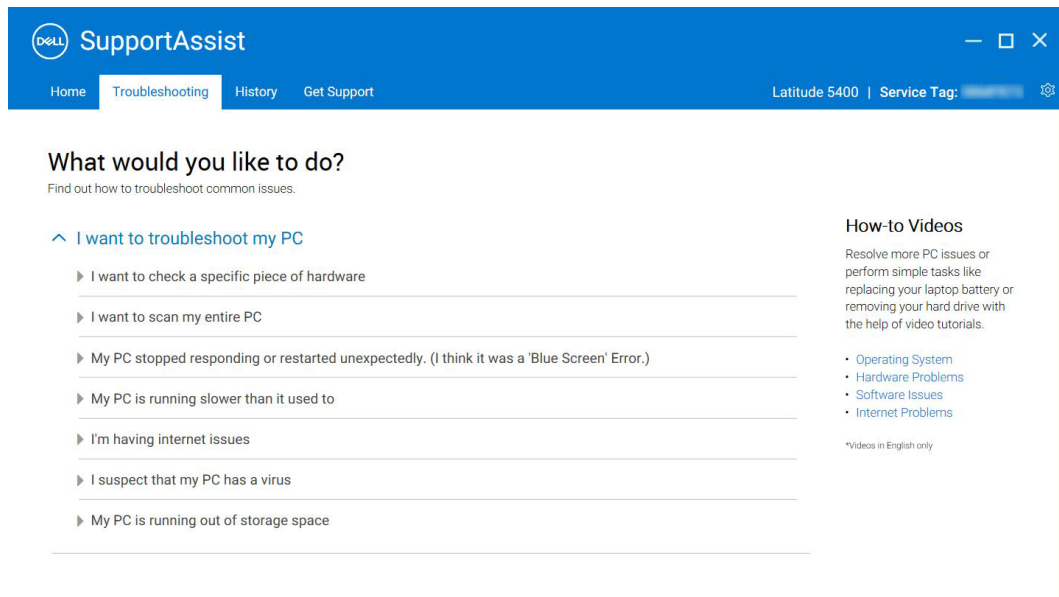 DELL SupportAssist
Home Troubleshooting History Get Support Latitude 5400 | Service Tag:
What would you like to do?
Find out how to troubleshoot common issues.
I want to troubleshoot my PC
I want to check a specific piece of hardware
I want to scan my entire PC
My PC stopped responding or restarted unexpectedly. (I think it was a 'Blue Screen' Error.)
My PC is running slower than it used to
I'm having internet issues
I suspect that my PC has a virus
My PC is running out of storage space
How-to Videos
Resolve more PC issues or
perform simple tasks like
replacing your laptop battery or
removing your hard drive with
the help of video tutorials.
• Operating System
• Hardware Problems
• Software Issues
• Internet Problems
*Videos in English only